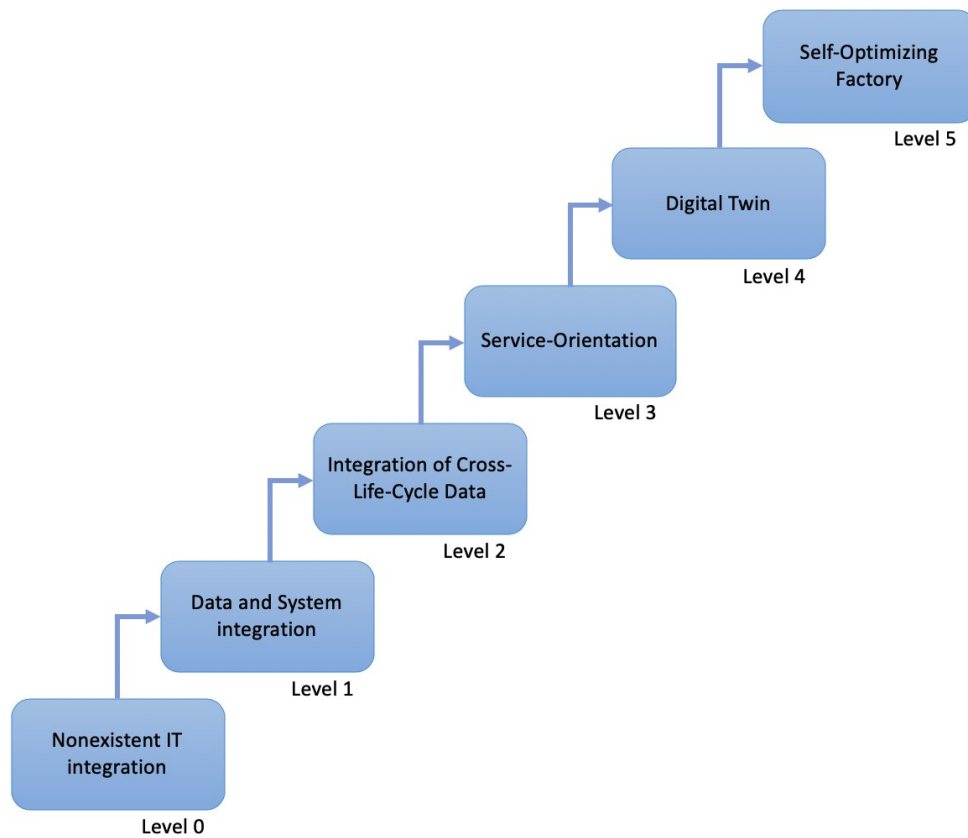 Self-Optimizing
Factory
Level 5
Digital Twin
Level 4
Service-Orientation
Level 3
Integration of Cross-
Life-Cycle Data
Level 2
Data and System
integration
Level 1
Nonexistent IT
integration
Level 0